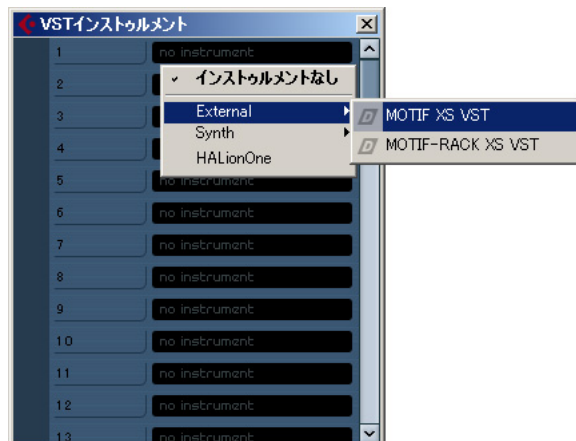 VSTインストゥルメント
1 no instrument
✓ インストゥルメントなし
2
External
MOTIF XS VST
3
Synth
MOTIF-RACK XS VST
4
HALionOne
5 no instrument
6 no instrument
7 no instrument
8 no instrument
9 no instrument
10 no instrument
11 no instrument
12 no instrument
13 no instrument